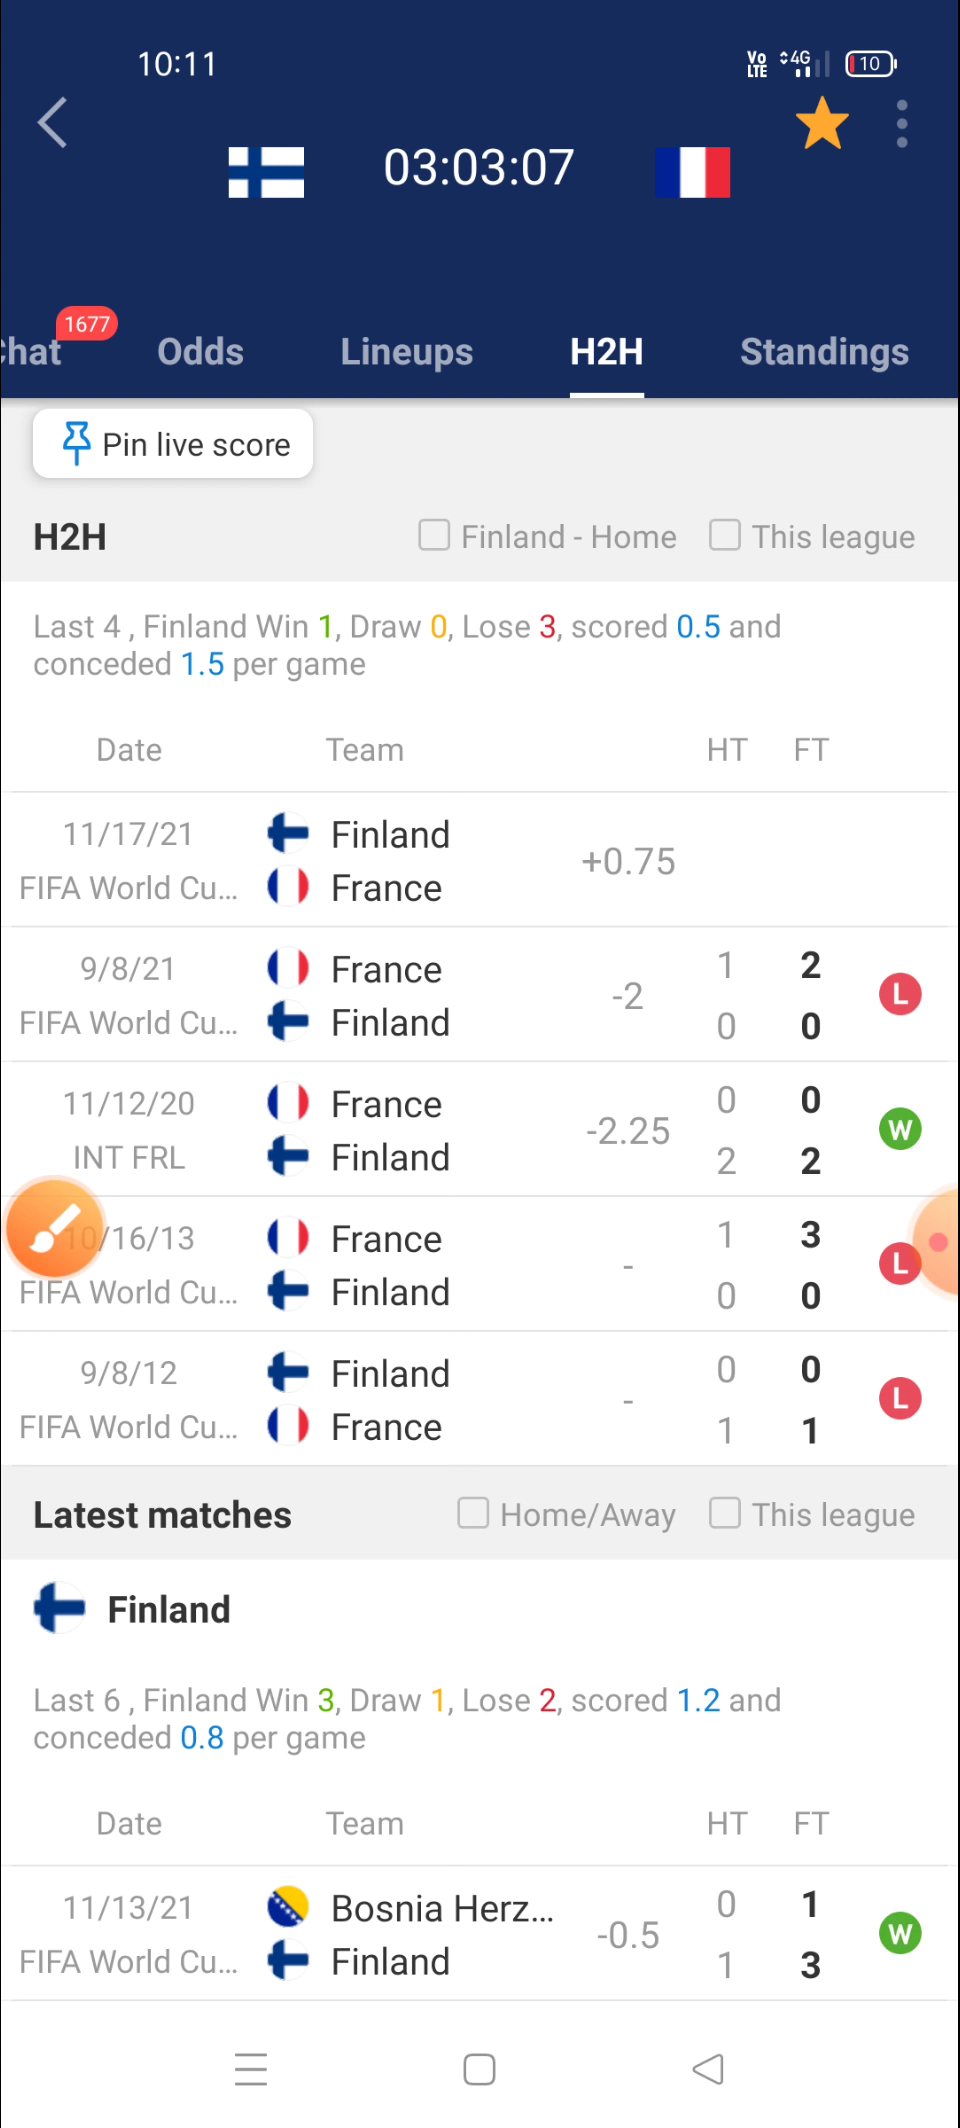 10:11
Vo LTE 4G 10
03:03:07
1677
Chat Odds Lineups H2H Standings
Pin live score
H2H Finland - Home This league
Last 4 , Finland Win 1, Draw 0, Lose 3, scored 0.5 and
conceded 1.5 per game
Date Team HT FT
11/17/21 Finland
+0.75
FIFA World Cu... France
9/8/21 France 1 2
-2 L
FIFA World Cu... Finland 0 0
11/12/20 France 0 0
-2.25 W
INT FRL Finland 2 2
10/16/13 France 1 3
- L
FIFA World Cu... Finland 0 0
9/8/12 Finland 0 0
- L
FIFA World Cu... France 1 1
Latest matches Home/Away This league
Finland
Last 6 , Finland Win 3, Draw 1, Lose 2, scored 1.2 and
conceded 0.8 per game
Date Team HT FT
11/13/21 Bosnia Herz... 0 1
-0.5 W
FIFA World Cu... Finland 1 3